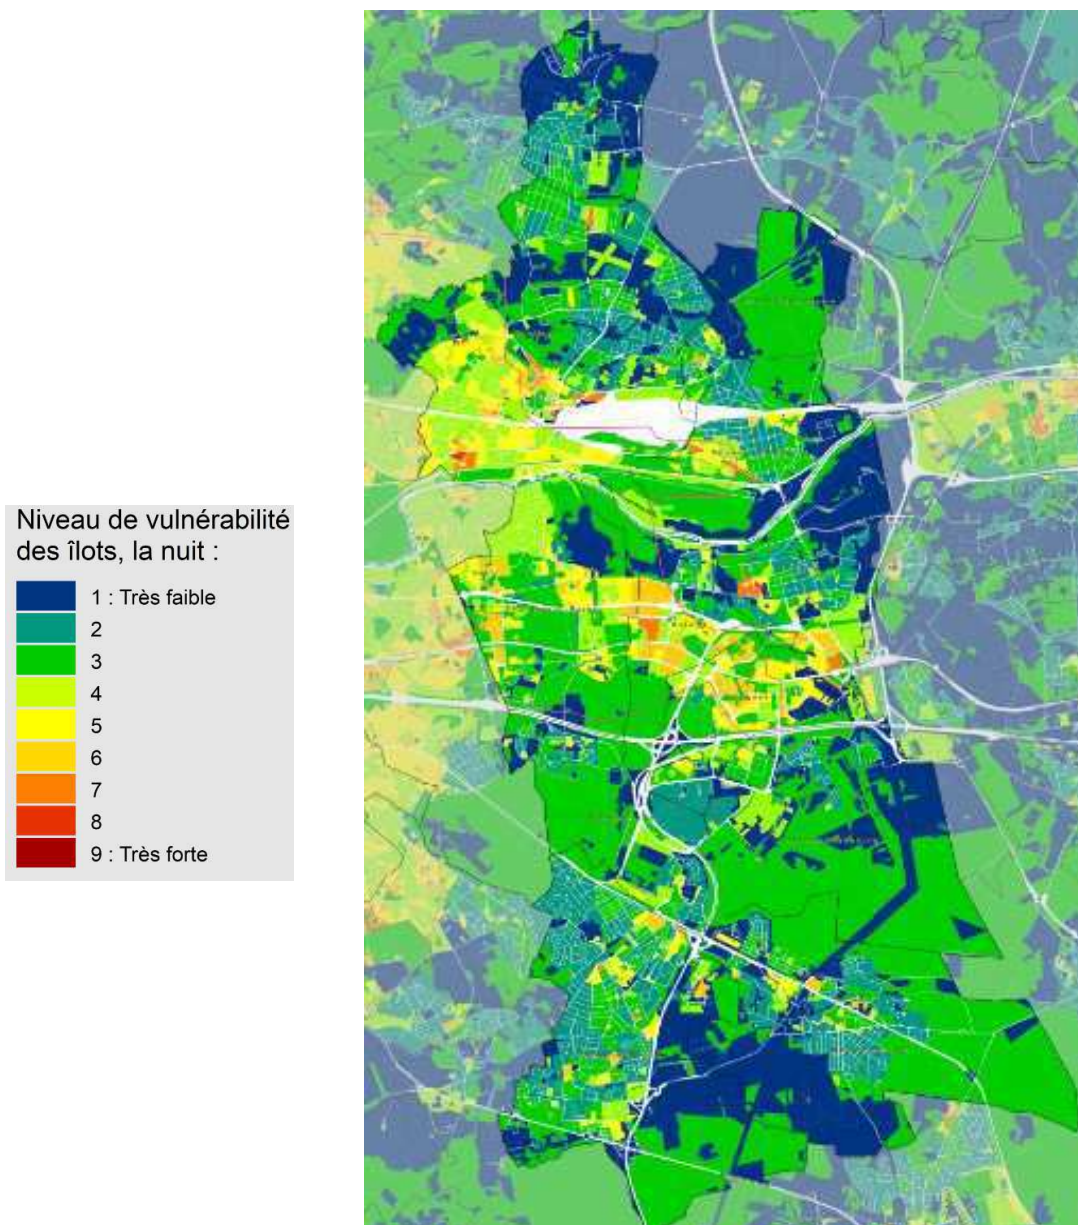 Niveau de vulnérabilité
des îlots, la nuit :
1 : Très faible
2
3
4
5
6
7
8
9 : Très forte